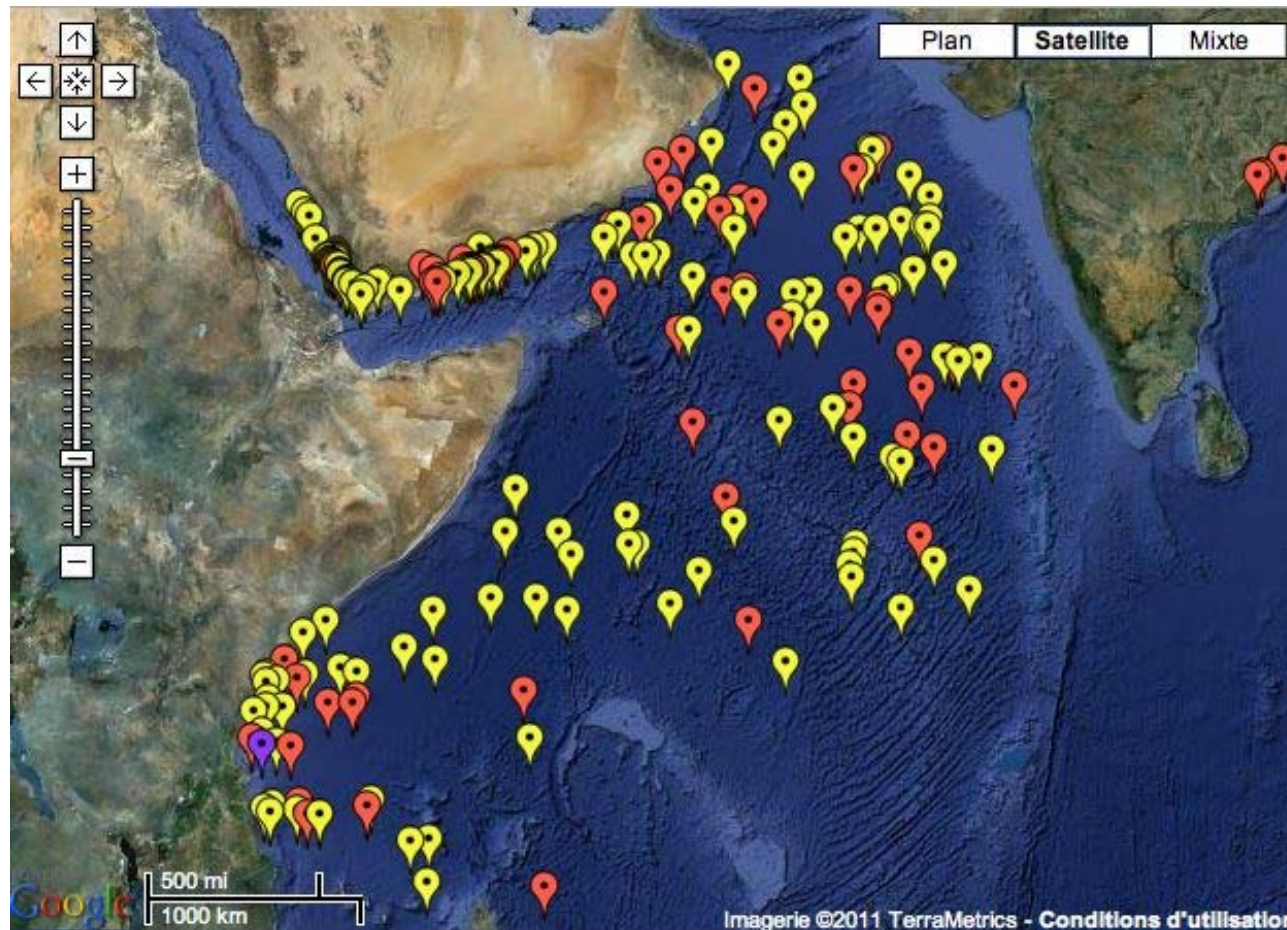 Plan Satellite Mixte
500 mi
1000 km
Google
Imagerie ©2011 TerraMetrics - Conditions d'utilisation